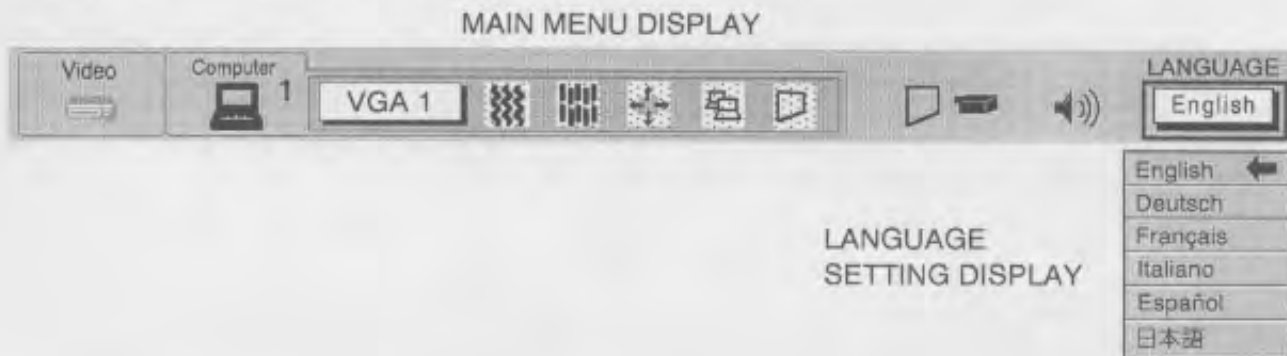 MAIN MENU DISPLAY
Video
Computer
1
VGA 1
LANGUAGE
English
English
Deutsch
Français
Italiano
Español
日本語
LANGUAGE
SETTING DISPLAY